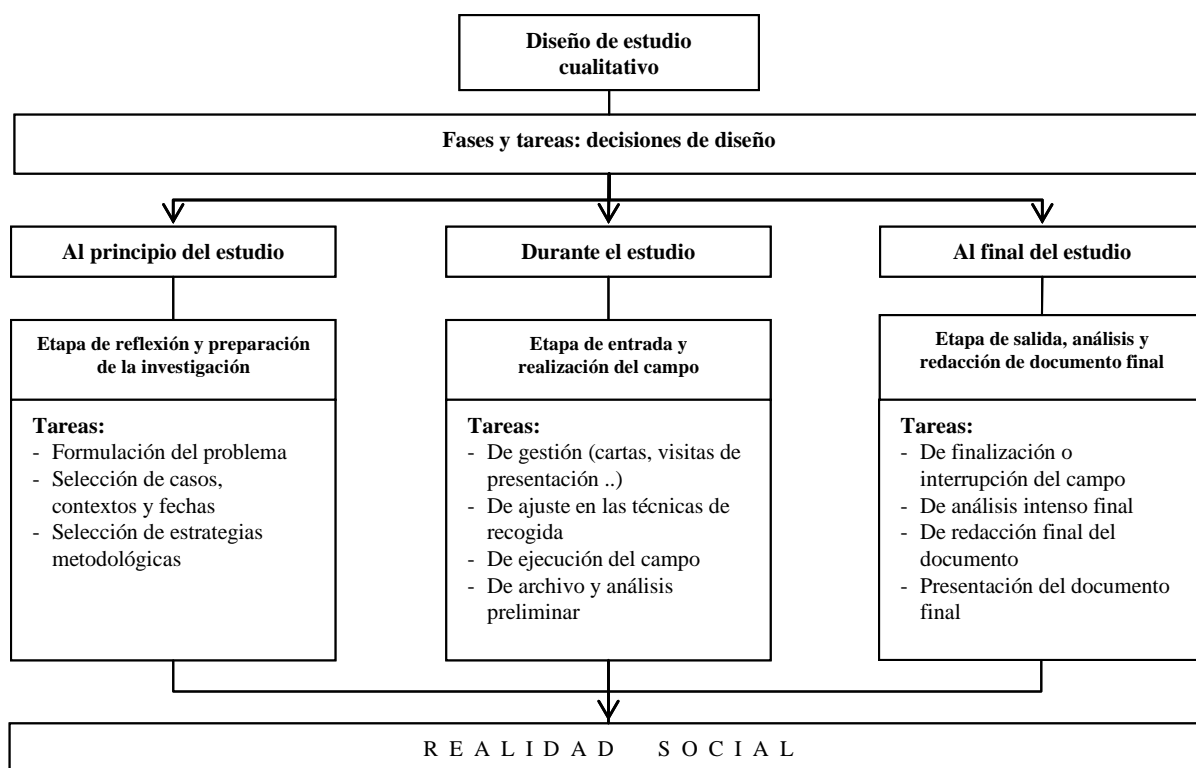 Diseño de estudio
cualitativo
Fases y tareas: decisiones de diseño
Al principio del estudio
Durante el estudio
Al final del estudio
Etapa de reflexión y preparación
de la investigación
Etapa de entrada y
realización del campo
Etapa de salida, análisis y
redacción de documento final
Tareas:
- Formulación del problema
- Selección de casos,
contextos y fechas
- Selección de estrategias
metodológicas
Tareas:
- De gestión (cartas, visitas de
presentación ..)
- De ajuste en las técnicas de
recogida
- De ejecución del campo
- De archivo y análisis
preliminar
Tareas:
- De finalización o
interrupción del campo
- De análisis intenso final
- De redacción final del
documento
- Presentación del documento
final
REALIDAD SOCIAL